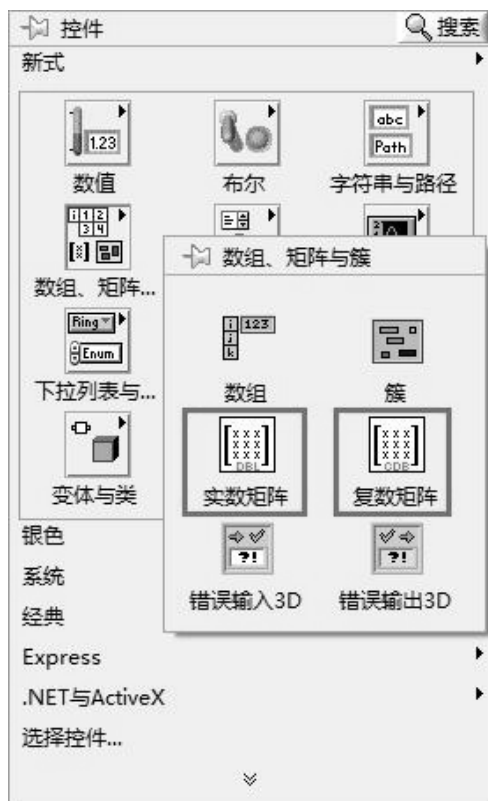 控件
搜索
新式
1.23
abc
Path
数值
布尔
字符串与路径
数组、矩阵...
数组、矩阵与簇
Ring
Enum
下拉列表与...
i 123
j
k
数组
簇
变体与类
DBL
CDB
实数矩阵
复数矩阵
?!
?!
错误输入3D
错误输出3D
银色
系统
经典
Express
.NET与ActiveX
选择控件...